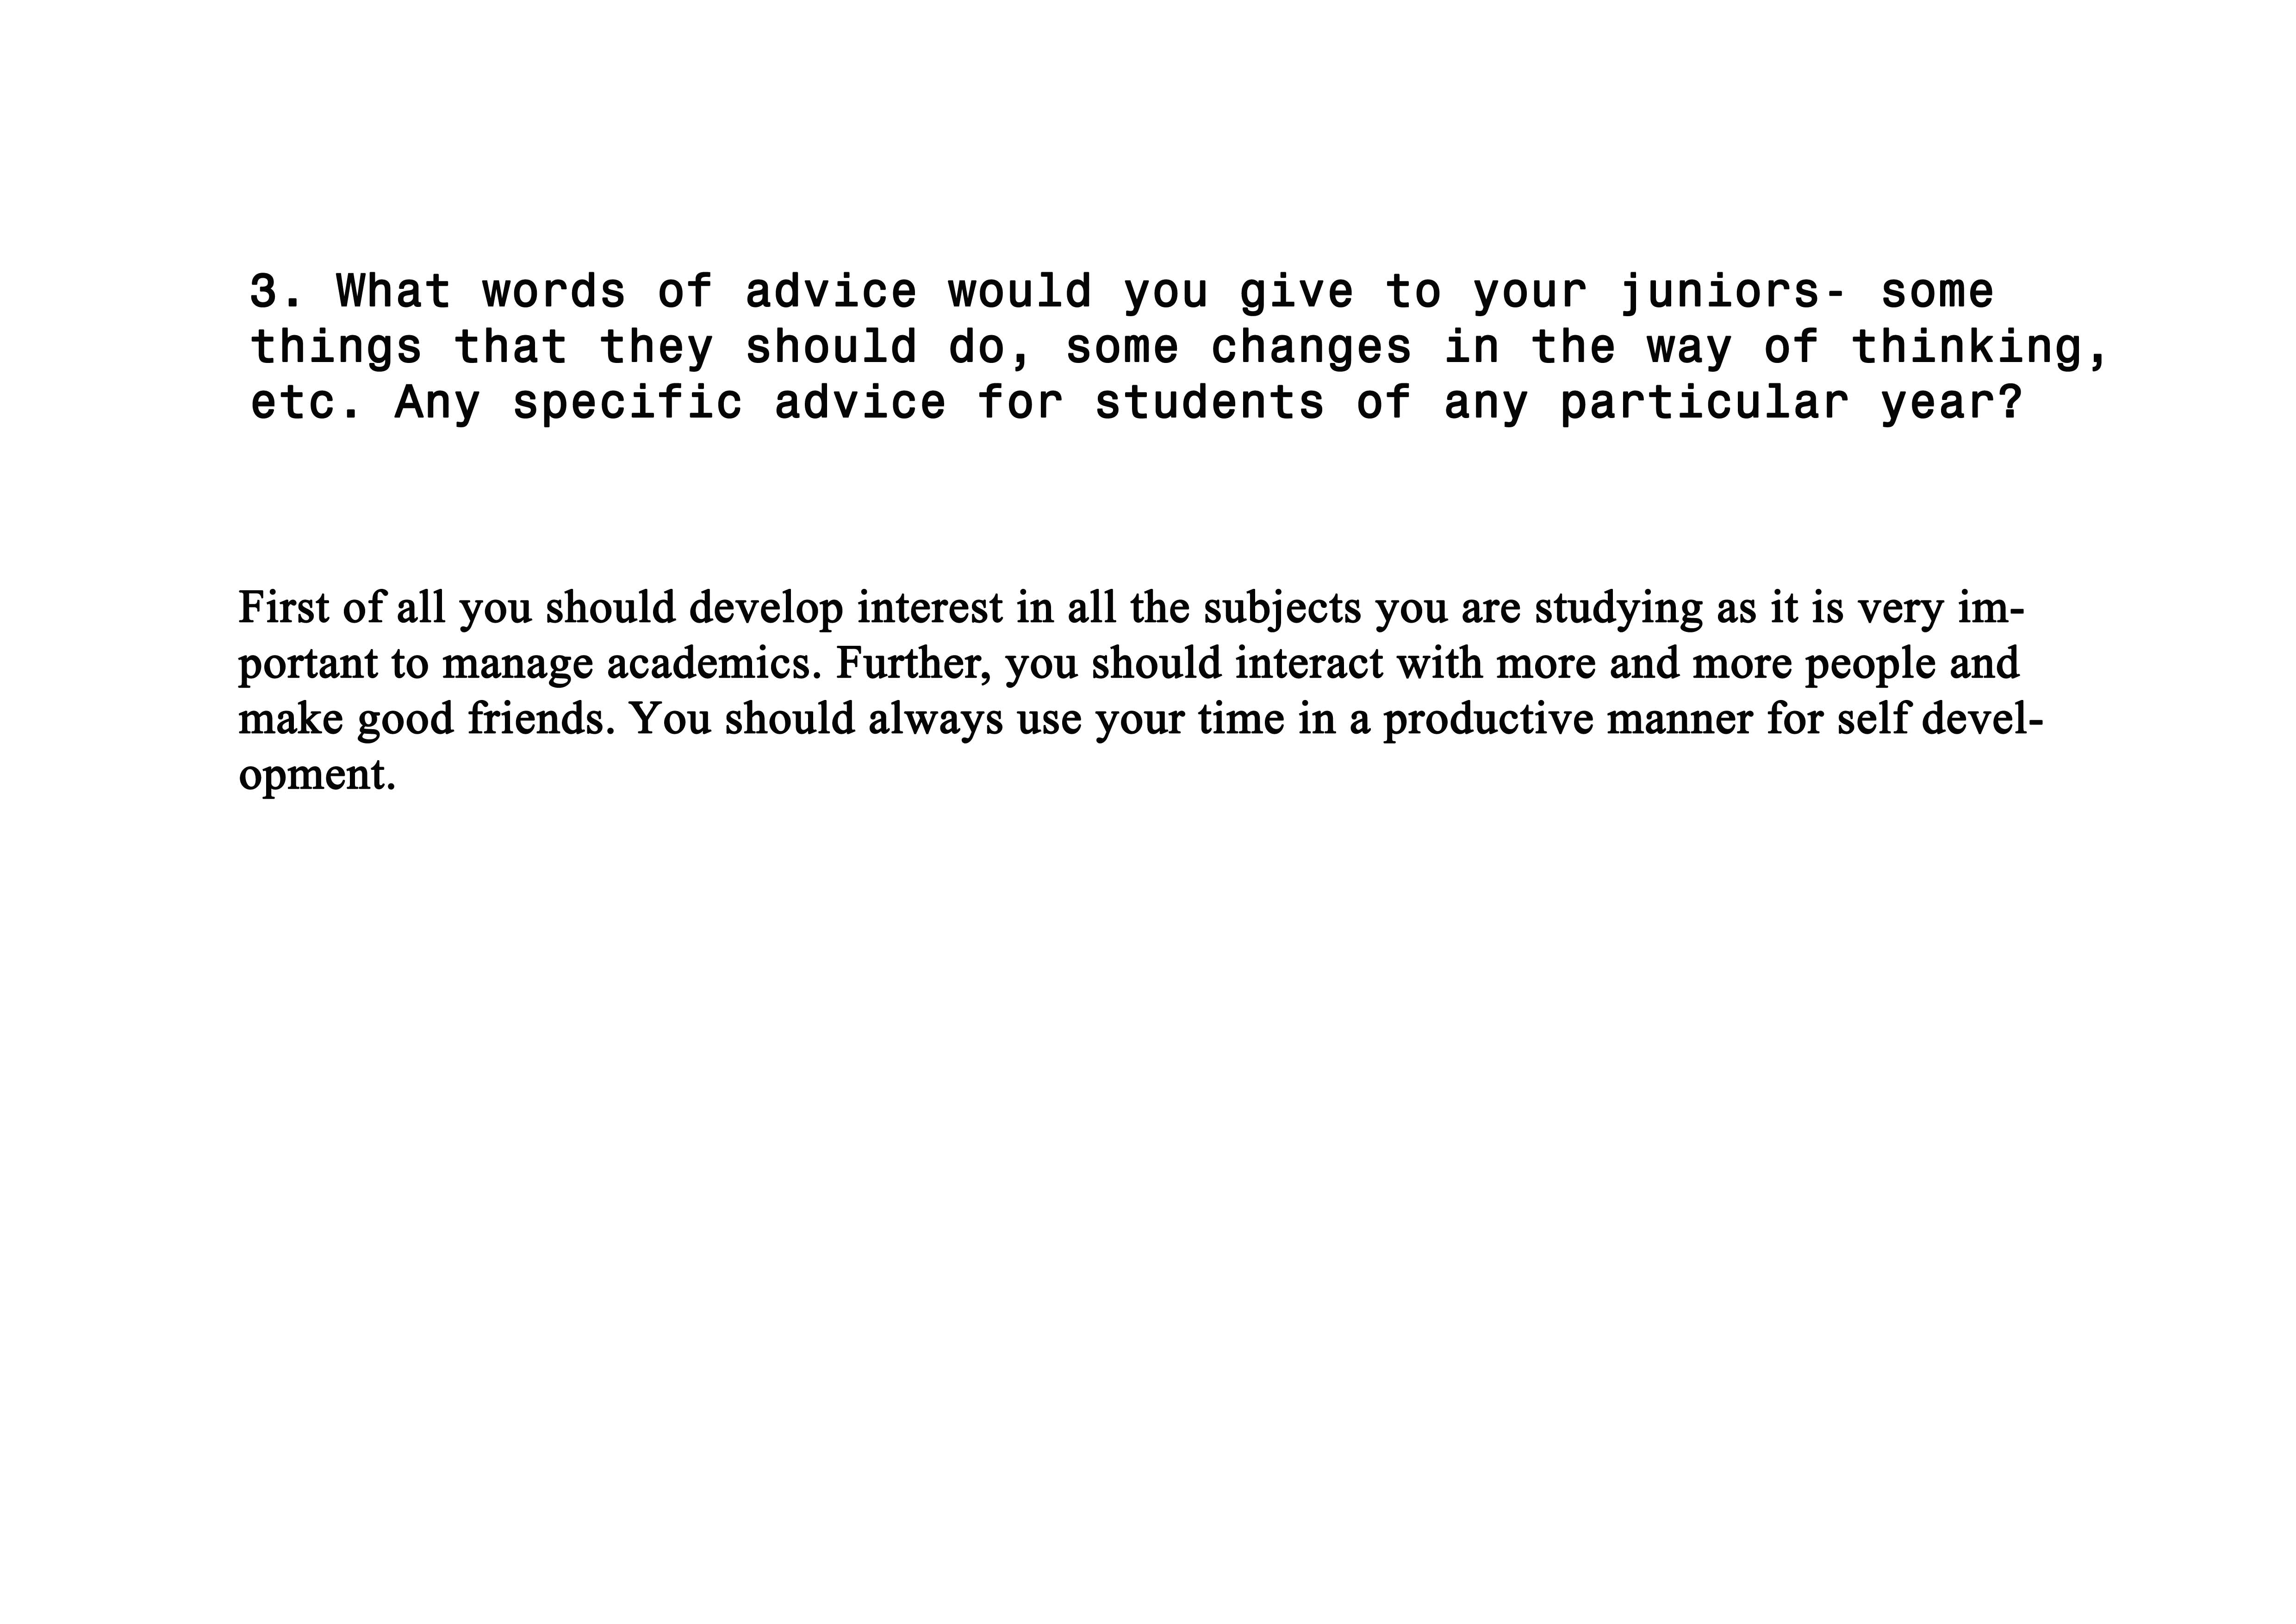 3. What words of advice would you give to your juniors- some
things that they should do, some changes in the way of thinking,
etc. Any specific advice for students of any particular year?
First of all you should develop interest in all the subjects you are studying as it is very im-
portant to manage academics. Further, you should interact with more and more people and
make good friends. You should always use your time in a productive manner for self devel-
opment.